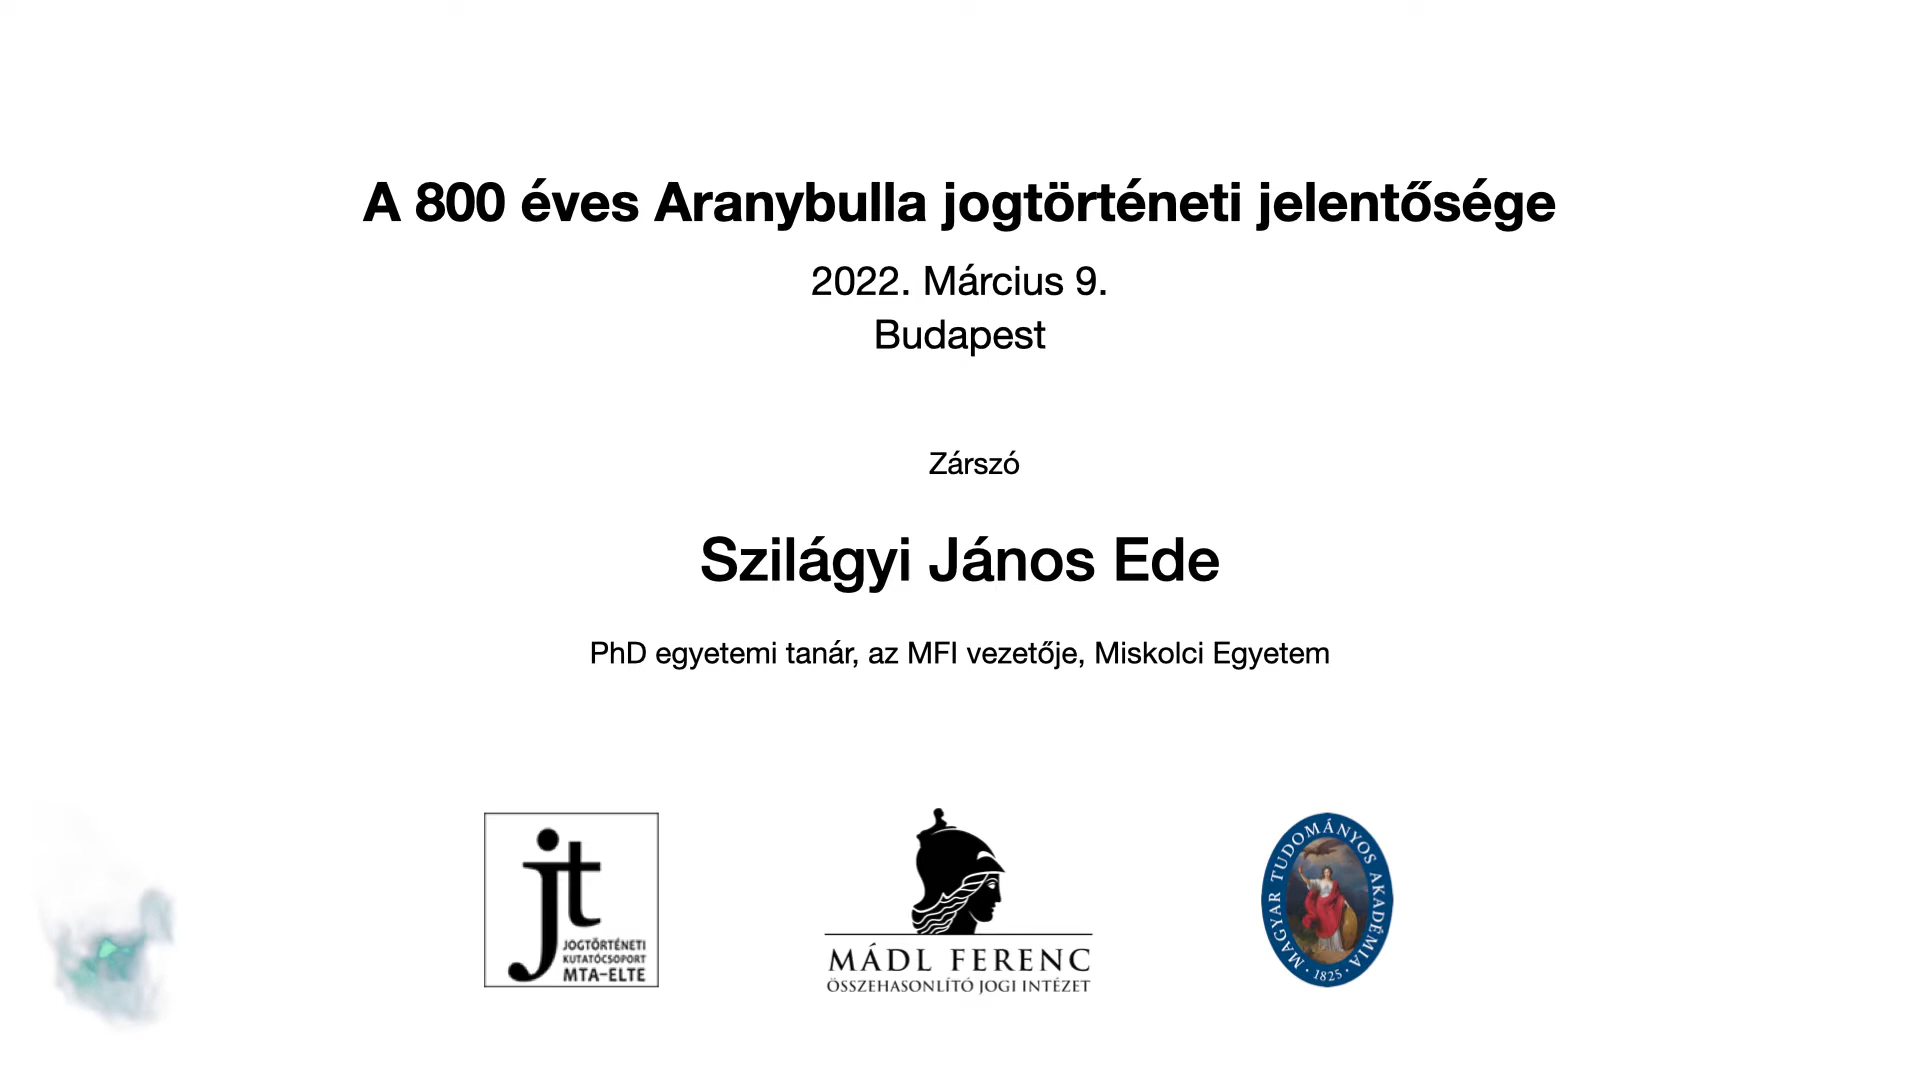 A 800 éves Aranybulla jogtörténeti jelentősége
2022. Március 9.
Budapest
Zárszó
Szilágyi János Ede
PhD egyetemi tanár, az MFI vezetője, Miskolci Egyetem
jt
JOGTÖRTÉNETI
KUTATÓCSOPORT
MTA-ELTE
MÁDL FERENC
ÖSSZEHASONLÍTÓ JOGI INTÉZET
MAGYAR TUDOMÁNYOS AKADÉMIA
· 1825 ·